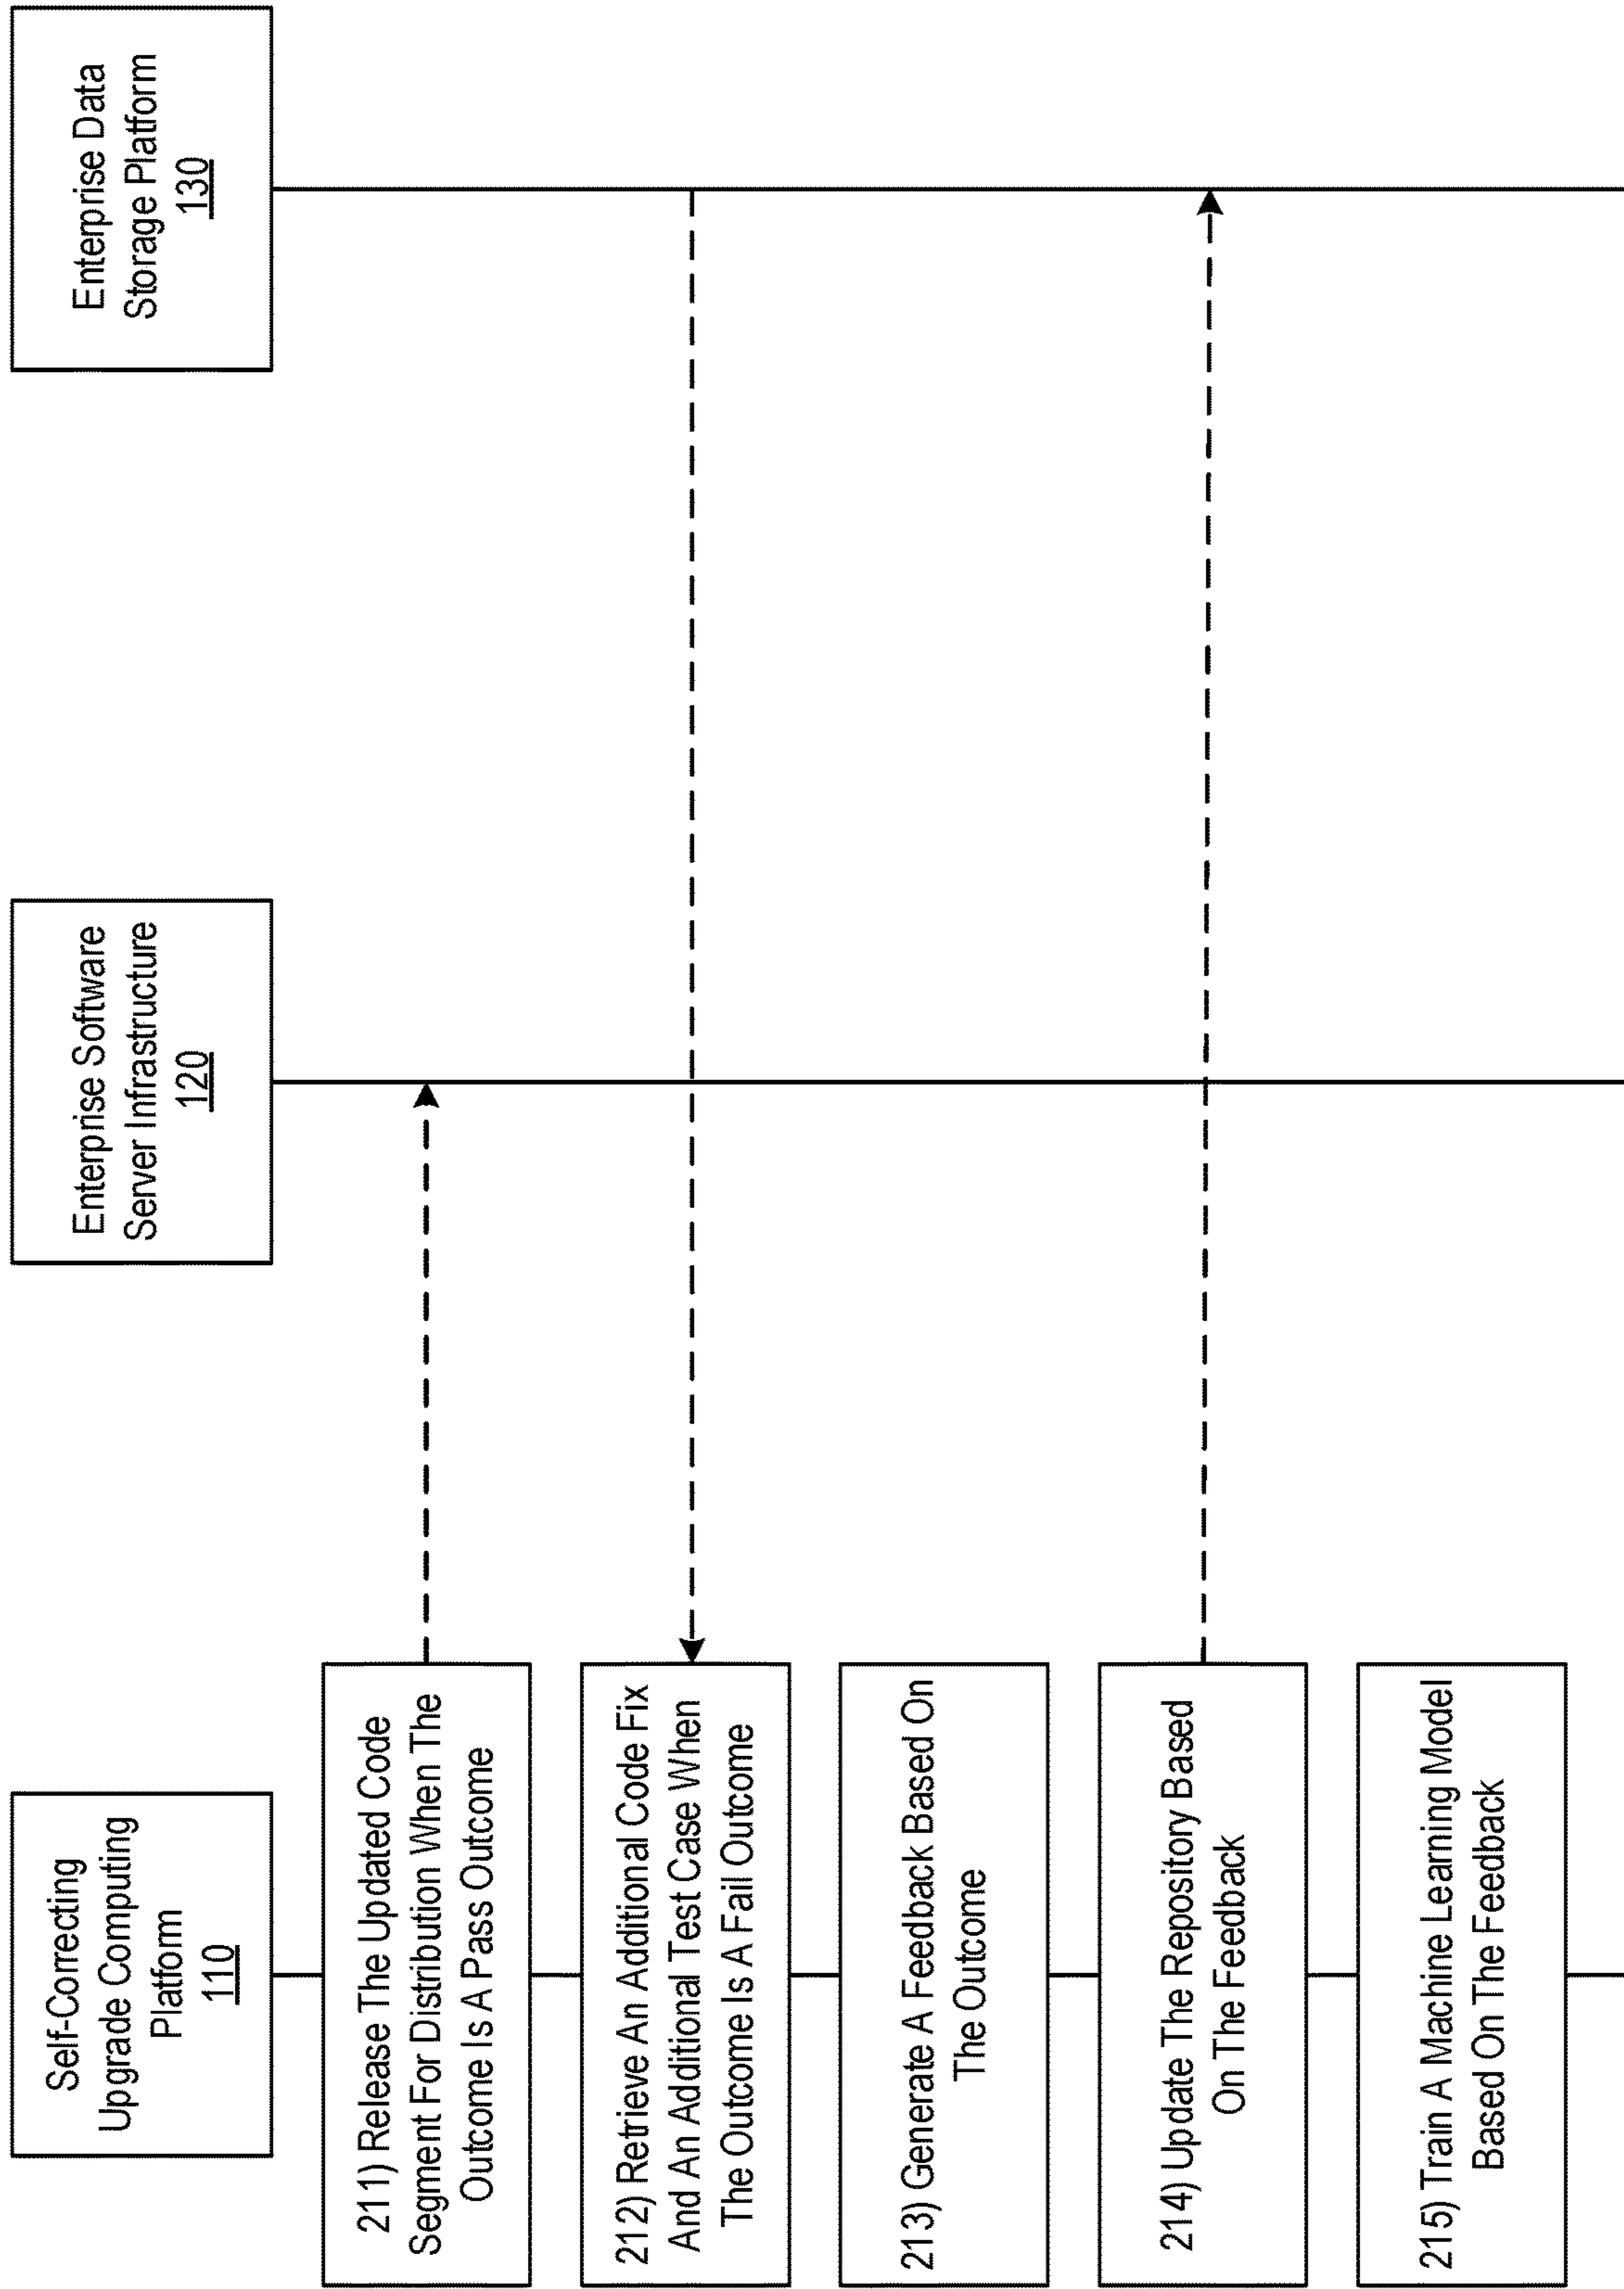 Self-Correcting
Upgrade Computing
Platform
110
Enterprise Software
Server Infrastructure
120
Enterprise Data
Storage Platform
130
211) Release The Updated Code
Segment For Distribution When The
Outcome Is A Pass Outcome
212) Retrieve An Additional Code Fix
And An Additional Test Case When
The Outcome Is A Fail Outcome
213) Generate A Feedback Based On
The Outcome
214) Update The Repository Based
On The Feedback
215) Train A Machine Learning Model
Based On The Feedback